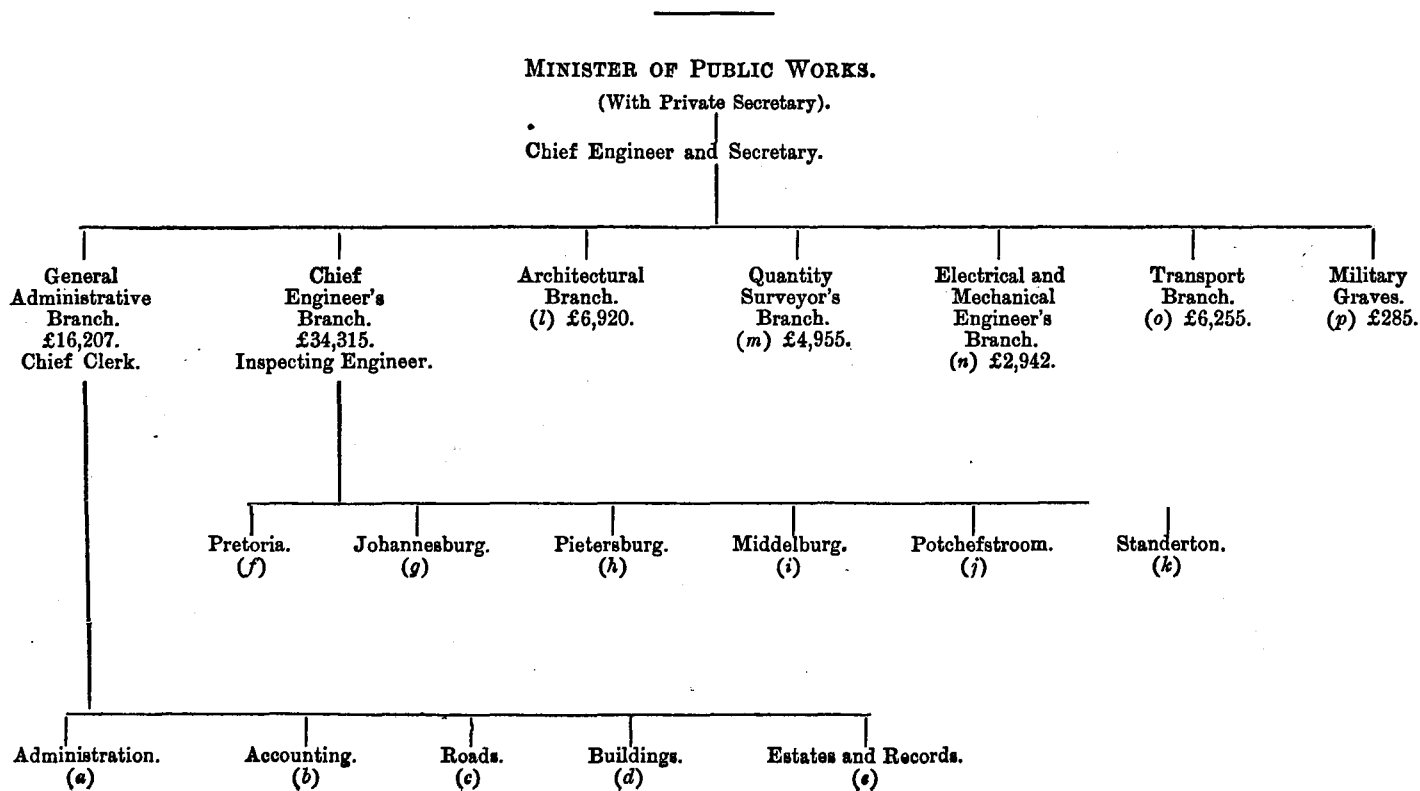 MINISTER OF PUBLIC WORKS.
(With Private Secretary).
Chief Engineer and Secretary.
General
Administrative
Branch.
£16,207.
Chief Clerk.
Chief
Engineer's
Branch.
£34,315.
Inspecting Engineer.
Architectural
Branch.
(l) £6,920.
Quantity
Surveyor's
Branch.
(m) £4,955.
Electrical and
Mechanical
Engineer's
Branch.
(n) £2,942.
Transport
Branch.
(o) £6,255.
Military
Graves.
(p) £285.
Pretoria.
(f)
Johannesburg.
(g)
Pietersburg.
(h)
Middelburg.
(i)
Potchefstroom.
(j)
Standerton.
(k)
Administration.
(a)
Accounting.
(b)
Roads.
(c)
Buildings.
(d)
Estates and Records.
(e)